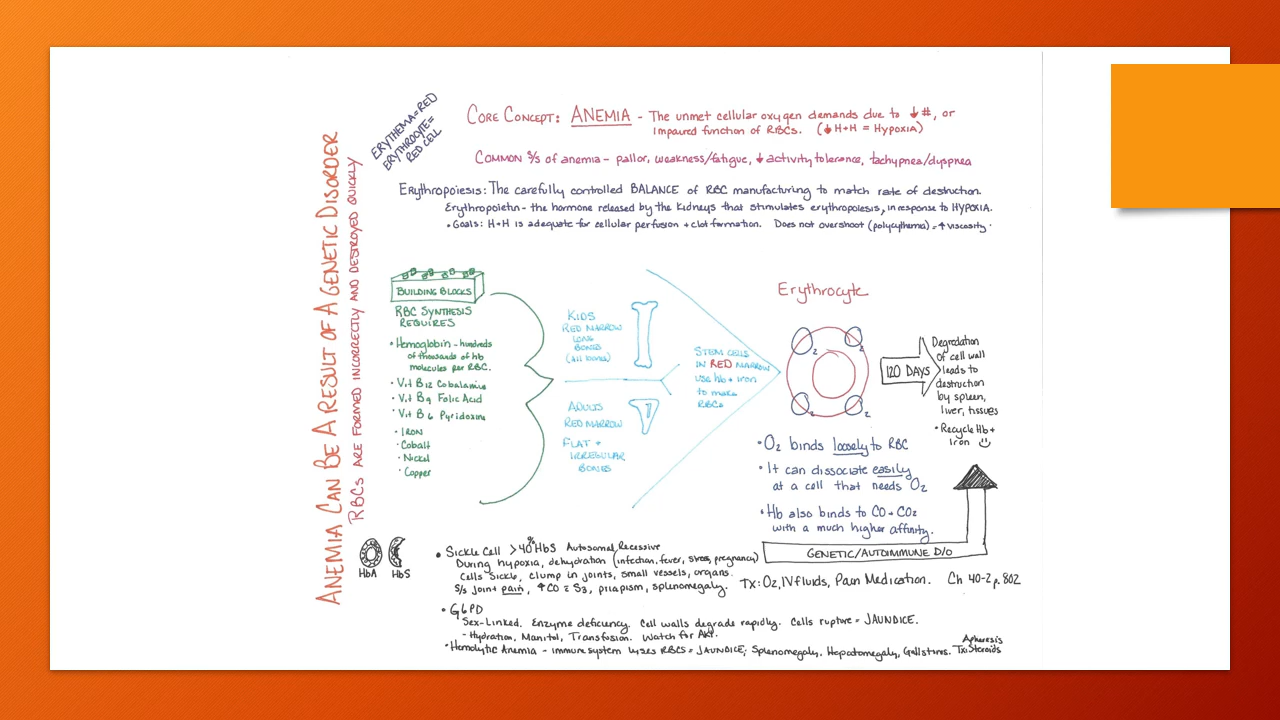 ANEMIA CAN BE A RESULT OF A GENETIC DISORDER
RBCs ARE FORMED INCORRECTLY AND DESTROYED QUICKLY
ERYTHEMA=RED
ERYTHROCYTE=
RED CELL
CORE CONCEPT: ANEMIA - The unmet cellular oxygen demands due to ↓ #, or
impaired function of RBCs. (↓ H+H = HYPOXIA)
COMMON S/S of anemia - pallor, weakness/fatigue, ↓ activity tolerance, tachypnea/dyspnea
Erythropoiesis: The carefully controlled BALANCE of RBC manufacturing to match rate of destruction.
Erythropoietin - the hormone released by the kidneys that stimulates erythropoiesis, in response to HYPOXIA.
• Goals: H+H is adequate for cellular perfusion + clot formation. Does not overshoot (polycythemia) = ↑ viscosity.
BUILDING BLOCKS
RBC SYNTHESIS
REQUIRES
• Hemoglobin - hundreds
of thousands of hb
molecules per RBC.
• Vit B12 Cobalamin
• Vit B9 Folic Acid
• Vit B6 Pyridoxine
• IRON
• Cobalt
• Nickel
• Copper
KIDS
RED MARROW
LONG
BONES
(all bones)
ADULTS
RED MARROW
FLAT +
IRREGULAR
BONES
STEM CELLS
IN RED MARROW
USE hb + iron
to make
RBCs
Erythrocyte
2 2
2 2
120 DAYS
Degradation
of cell wall
leads to
destruction
by spleen,
liver, tissues
• Recycle Hb +
Iron
• O2 binds loosely to RBC
• It can dissociate easily
at a cell that needs O2
• Hb also binds to CO + CO2
with a much higher affinity.
GENETIC/AUTOIMMUNE D/O
HbA HbS
• Sickle Cell >40% HbS Autosomal Recessive
During hypoxia, dehydration (infection, fever, stress, pregnancy)
Cells Sickle, clump in joints, small vessels, organs.
S/S Joint pain, ↑CO c̄ S3, priapism, splenomegaly.
Tx: O2, IV fluids, Pain Medication. Ch 40-2 p. 802
• G6PD
Sex-Linked. Enzyme deficiency. Cell walls degrade rapidly. Cells rupture = JAUNDICE.
- Hydration, Manitol, Transfusion. Watch for AKI.
• Hemolytic Anemia - immune system lyses RBCs = JAUNDICE, Splenomegaly, Hepatomegaly, Gallstones.
Apheresis
Tx: Steroids